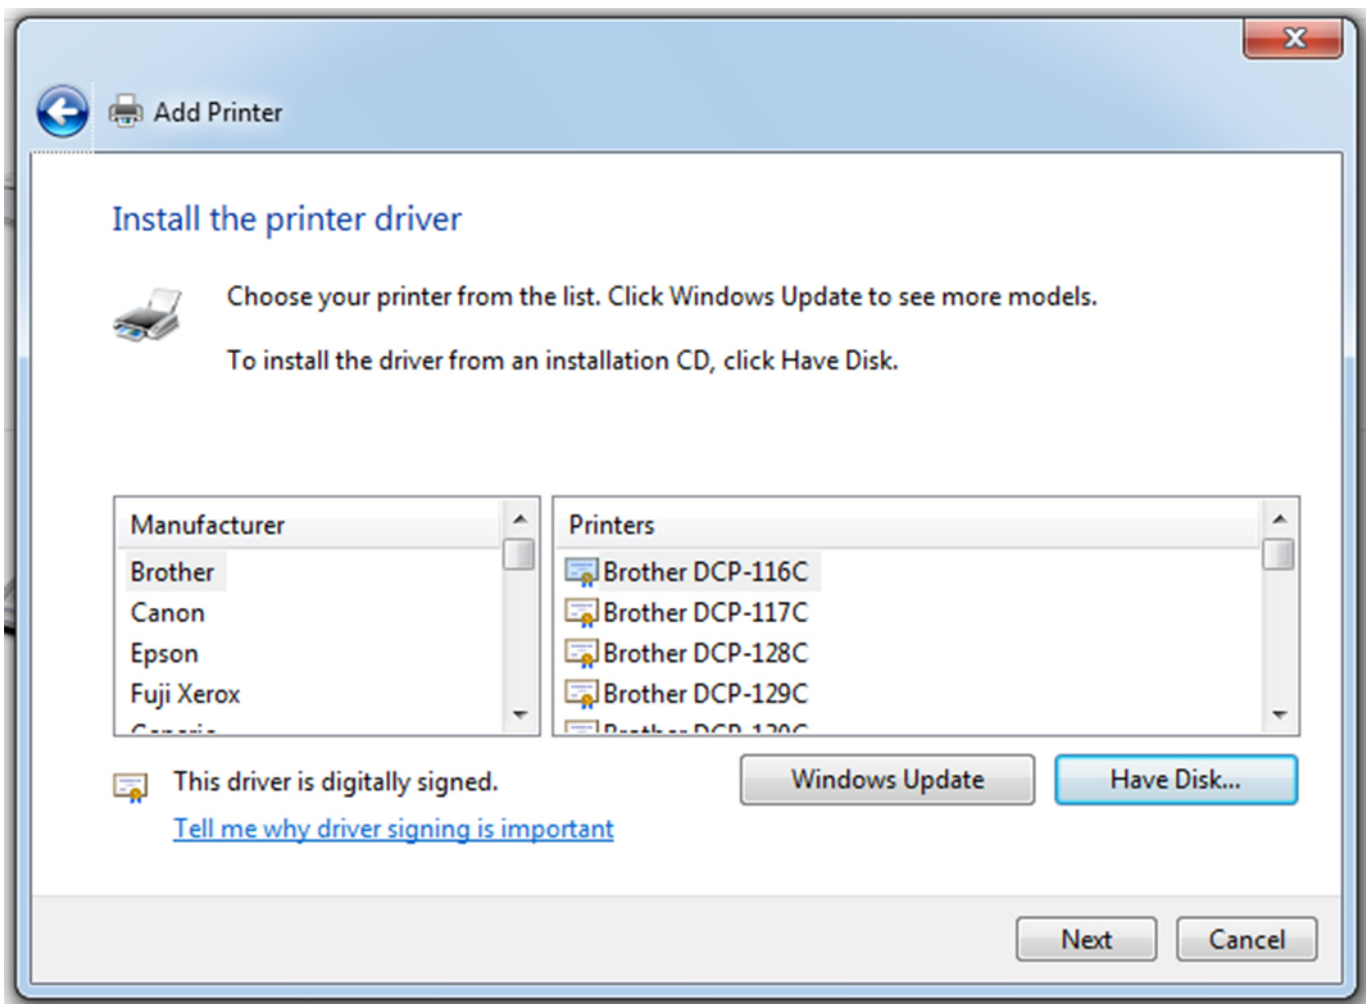 Add Printer
Install the printer driver
Choose your printer from the list. Click Windows Update to see more models.
To install the driver from an installation CD, click Have Disk.
Manufacturer
Brother
Canon
Epson
Fuji Xerox
Printers
Brother DCP-116C
Brother DCP-117C
Brother DCP-128C
Brother DCP-129C
This driver is digitally signed.
Tell me why driver signing is important
Windows Update
Have Disk...
Next
Cancel